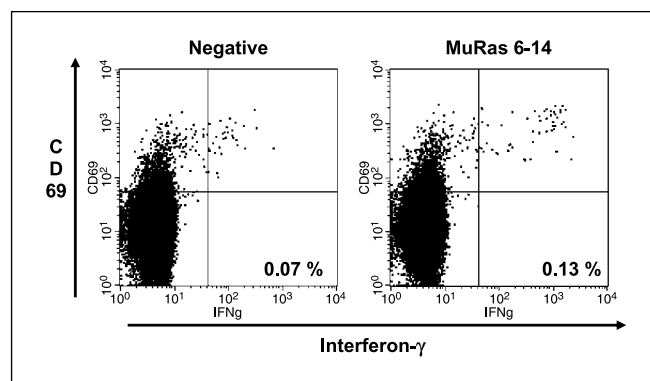 Negative
MuRas 6-14
C
D
69
CD69
10⁴
10³
10²
10¹
10⁰
0.07 %
10⁰ 10¹ 10² 10³ 10⁴
IFNg
CD69
10⁴
10³
10²
10¹
10⁰
0.13 %
10⁰ 10¹ 10² 10³ 10⁴
IFNg
Interferon-γ